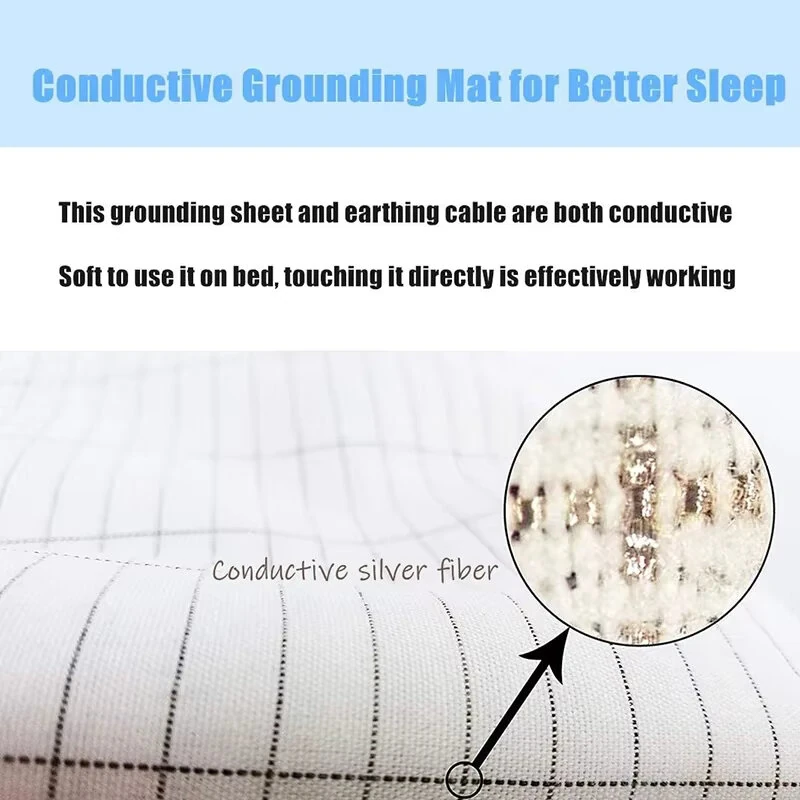 Conductive Grounding Mat for Better Sleep
This grounding sheet and earthing cable are both conductive
Soft to use it on bed, touching it directly is effectively working
Conductive silver fiber